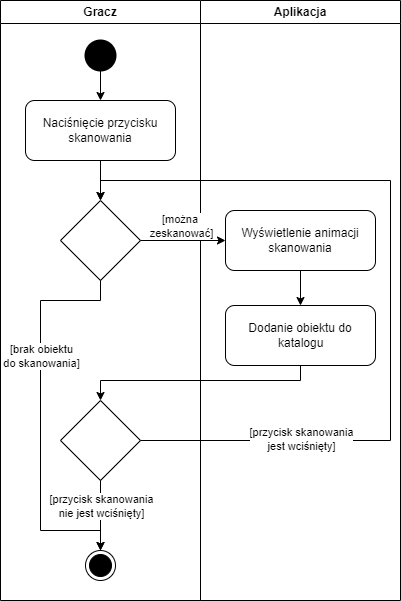 Gracz
Aplikacja
Naciśnięcie przycisku
skanowania
[można
zeskanować]
Wyświetlenie animacji
skanowania
Dodanie obiektu do
katalogu
[brak obiektu
do skanowania]
[przycisk skanowania
jest wciśnięty]
[przycisk skanowania
nie jest wciśnięty]